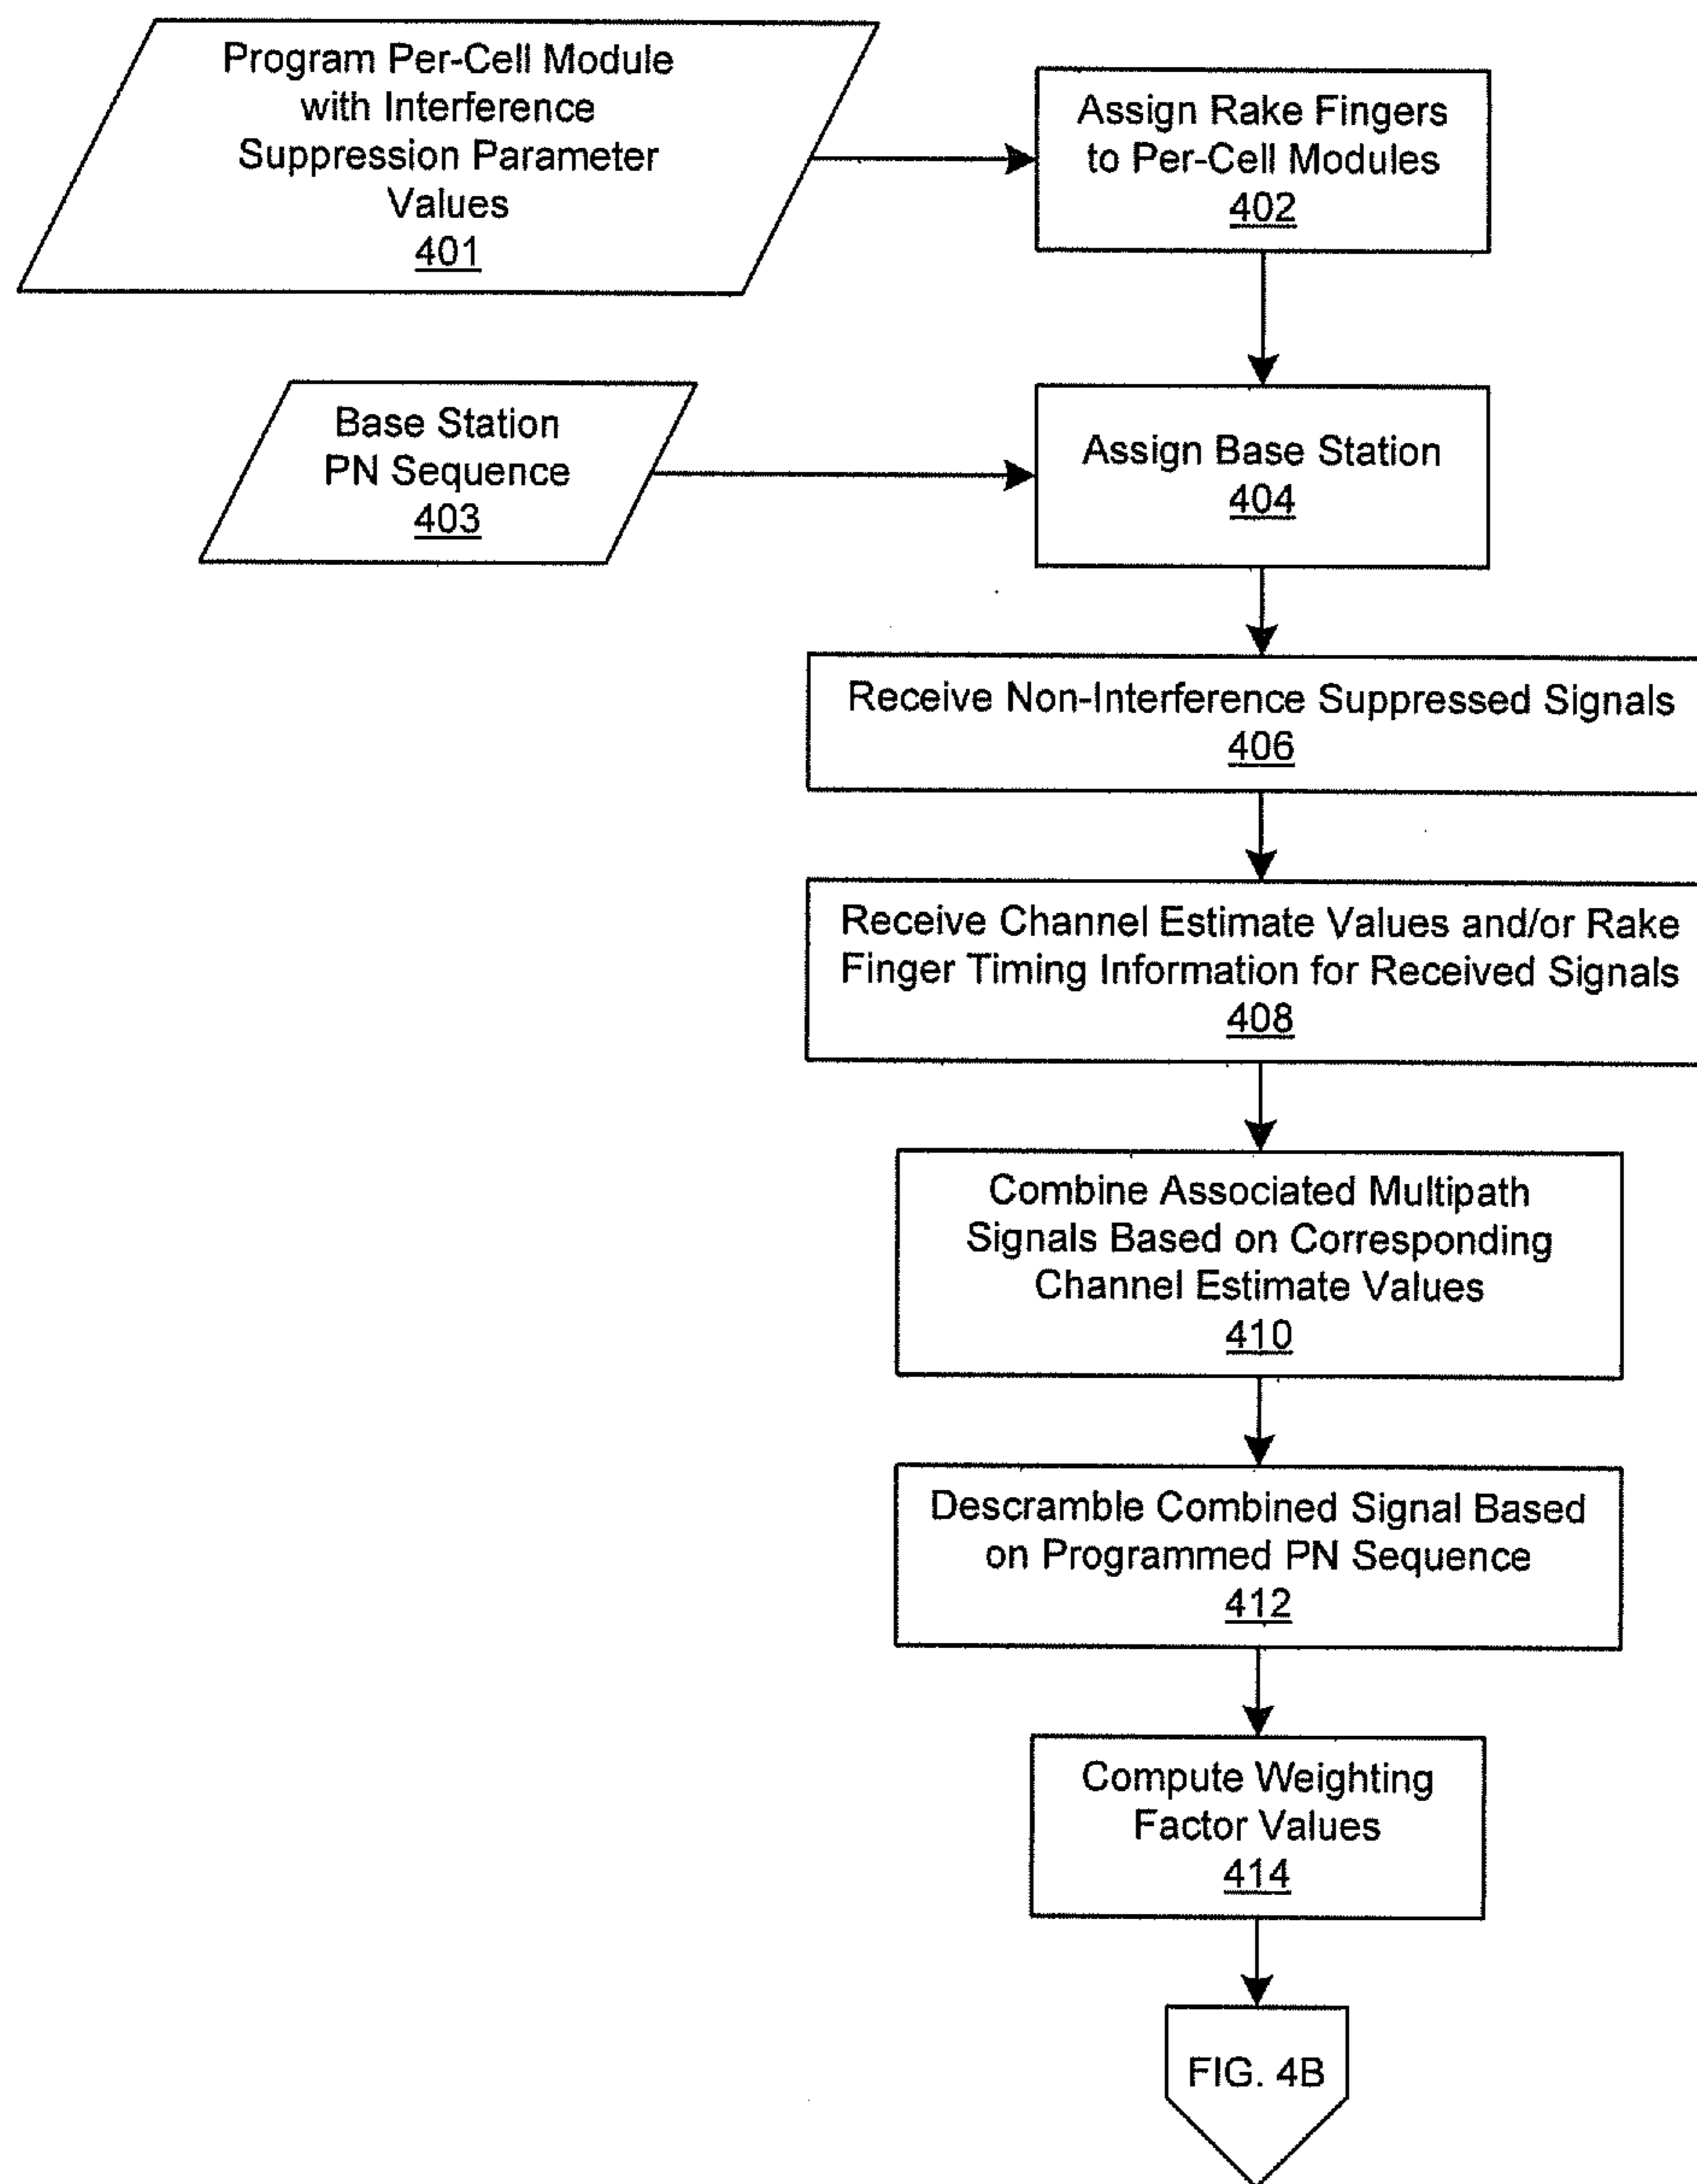 Program Per-Cell Module
with Interference
Suppression Parameter
Values
401
Assign Rake Fingers
to Per-Cell Modules
402
Base Station
PN Sequence
403
Assign Base Station
404
Receive Non-Interference Suppressed Signals
406
Receive Channel Estimate Values and/or Rake
Finger Timing Information for Received Signals
408
Combine Associated Multipath
Signals Based on Corresponding
Channel Estimate Values
410
Descramble Combined Signal Based
on Programmed PN Sequence
412
Compute Weighting
Factor Values
414
FIG. 4B